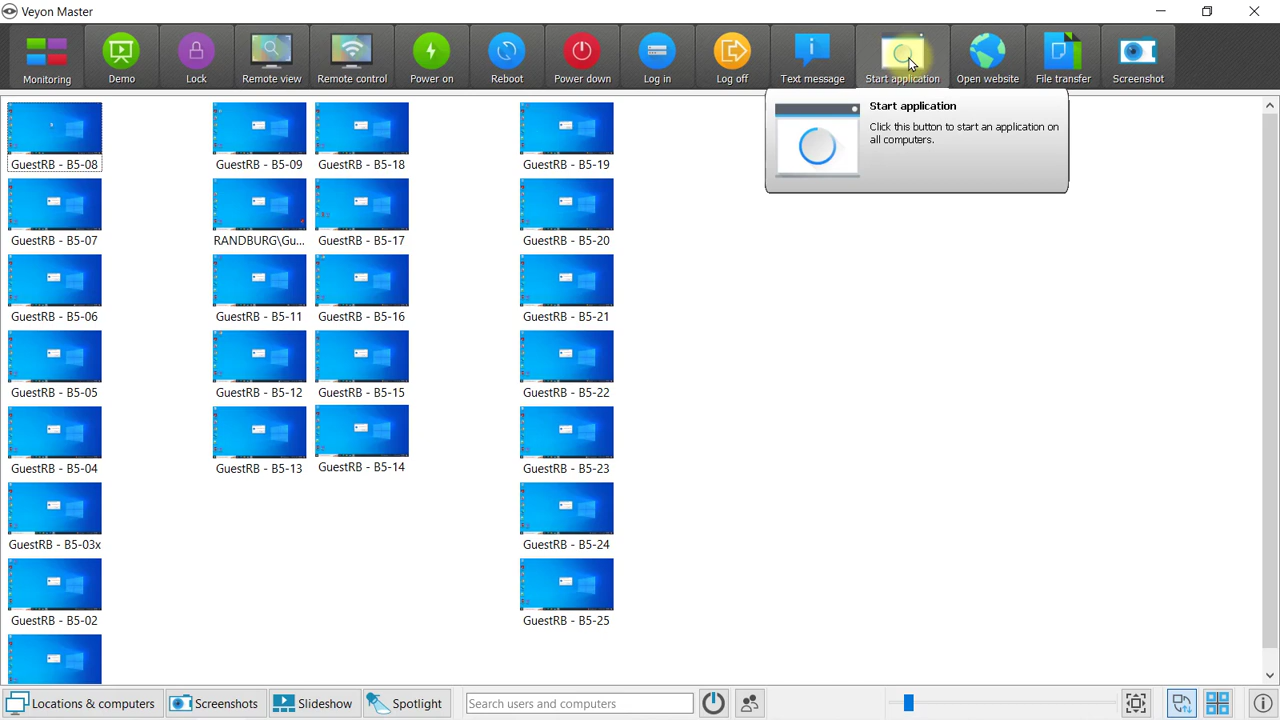 Veyon Master
Monitoring
Demo
Lock
Remote view
Remote control
Power on
Reboot
Power down
Log in
Log off
Text message
Start application
Open website
File transfer
Screenshot
Start application
Click this button to start an application on
all computers.
GuestRB - B5-08
GuestRB - B5-09
GuestRB - B5-18
GuestRB - B5-19
GuestRB - B5-07
RANDBURG\Gu...
GuestRB - B5-17
GuestRB - B5-20
GuestRB - B5-06
GuestRB - B5-11
GuestRB - B5-16
GuestRB - B5-21
GuestRB - B5-05
GuestRB - B5-12
GuestRB - B5-15
GuestRB - B5-22
GuestRB - B5-04
GuestRB - B5-13
GuestRB - B5-14
GuestRB - B5-23
GuestRB - B5-03x
GuestRB - B5-24
GuestRB - B5-02
GuestRB - B5-25
Locations & computers
Screenshots
Slideshow
Spotlight
Search users and computers